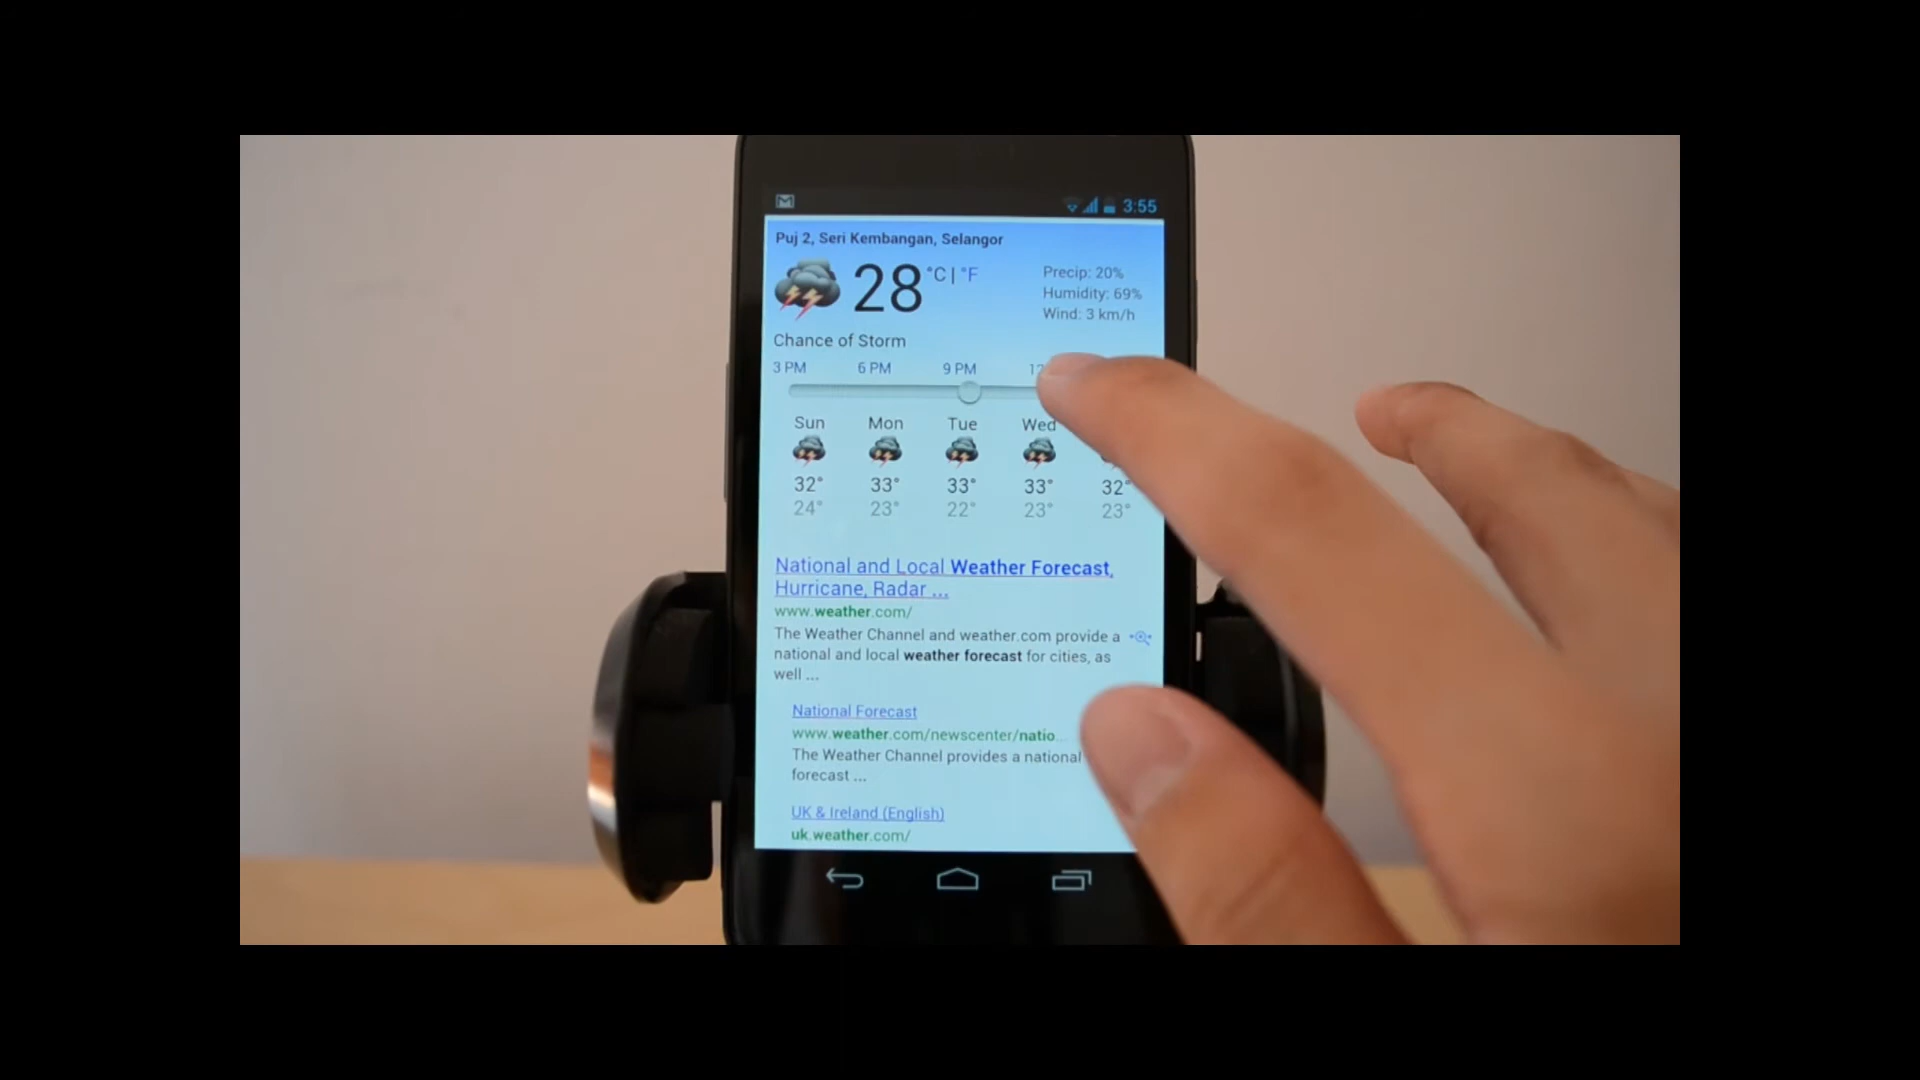 3:55
Puj 2, Seri Kembangan, Selangor
28 °C | °F
Precip: 20%
Humidity: 69%
Wind: 3 km/h
Chance of Storm
3 PM 6 PM 9 PM
Sun Mon Tue Wed
32° 33° 33° 33° 32°
24° 23° 22° 23° 23°
National and Local Weather Forecast,
Hurricane, Radar ...
www.weather.com/
The Weather Channel and weather.com provide a
national and local weather forecast for cities, as
well ...
National Forecast
www.weather.com/newscenter/natio...
The Weather Channel provides a national
forecast ...
UK & Ireland (English)
uk.weather.com/